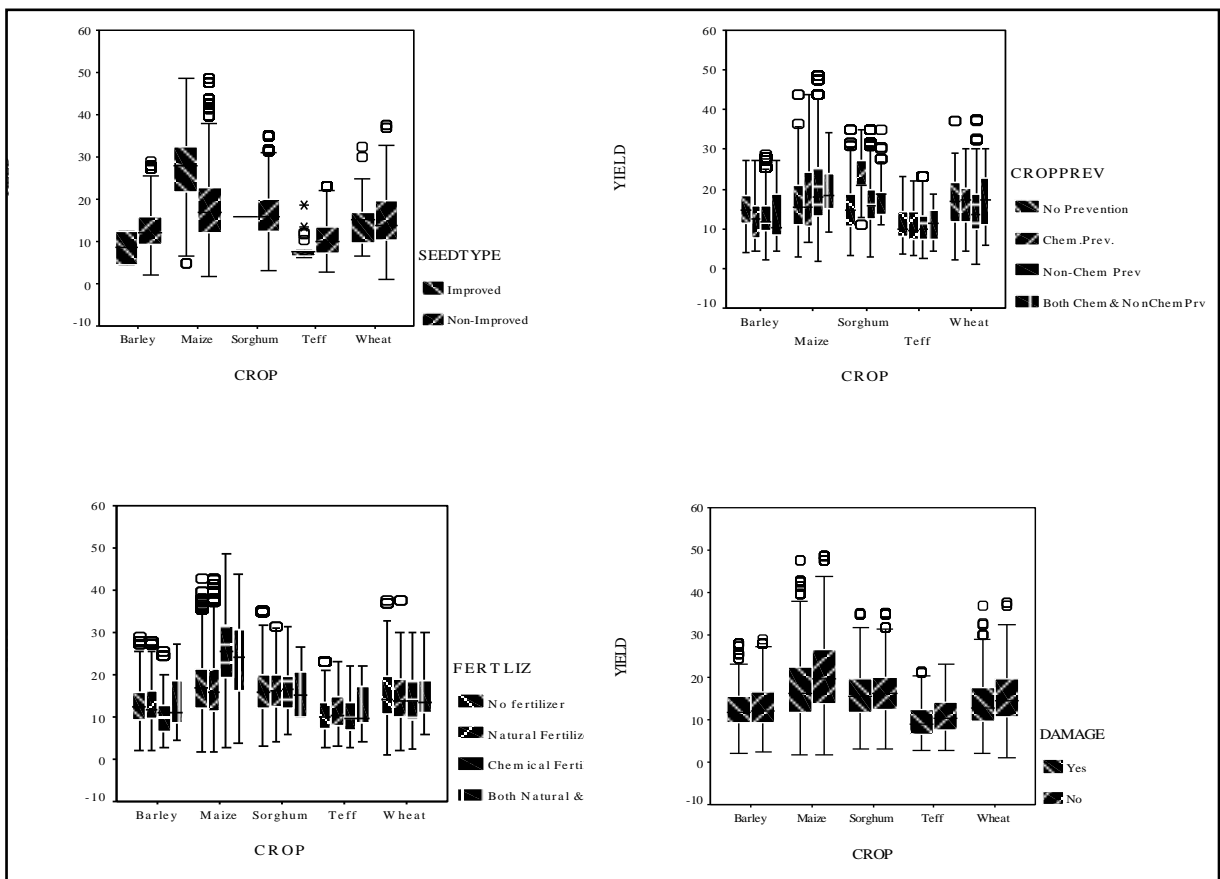 60
50
40
30
20
10
0
-10
Barley Maize Sorghum Teff Wheat
CROP
SEEDTYPE
Improved
Non-Improved
YIELD
60
50
40
30
20
10
0
-10
Barley Sorghum Wheat
Maize Teff
CROP
CROPPREV
No Prevention
Chem.Prev.
Non-Chem Prev
Both Chem & NonChemPrv
60
50
40
30
20
10
0
-10
Barley Maize Sorghum Teff Wheat
CROP
FERTLIZ
No fertilizer
Natural Fertilize
Chemical Ferti
Both Natural &
YIELD
60
50
40
30
20
10
0
-10
Barley Maize Sorghum Teff Wheat
CROP
DAMAGE
Yes
No